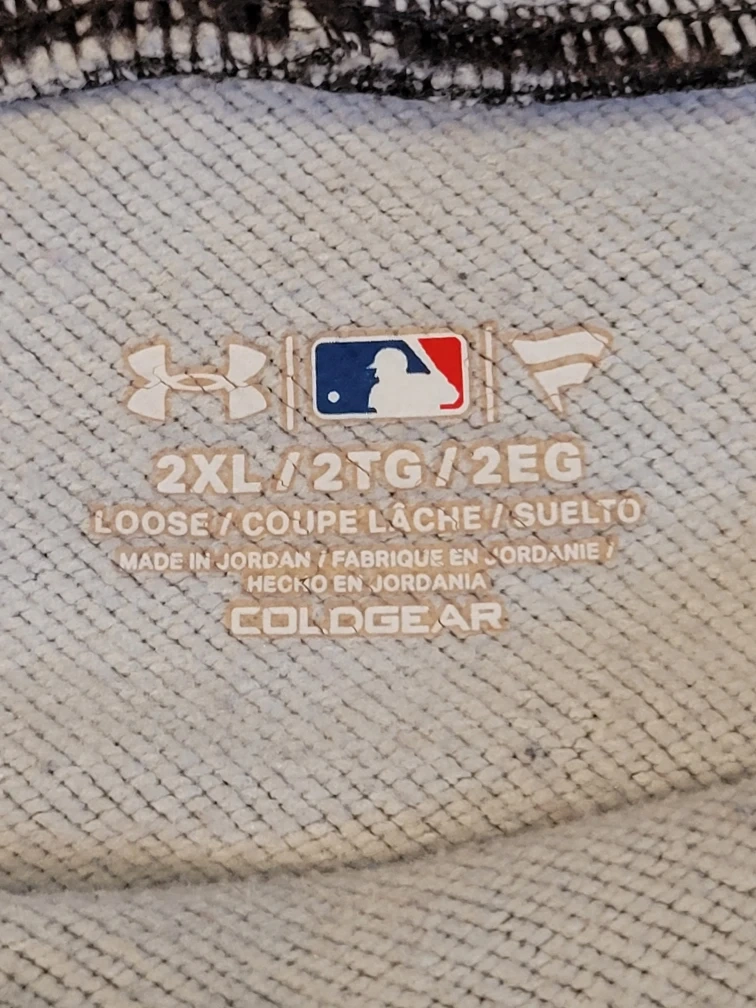 2XL / 2TG / 2EG
LOOSE / COUPE LÂCHE / SUELTO
MADE IN JORDAN / FABRIQUE EN JORDANIE /
HECHO EN JORDANIA
COLDGEAR